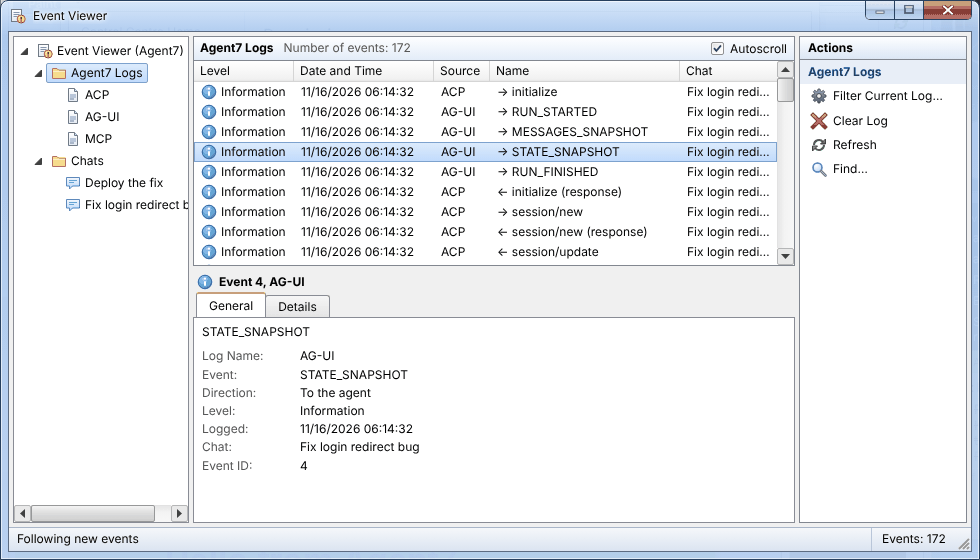 Event Viewer
Event Viewer (Agent7)
Agent7 Logs
ACP
AG-UI
MCP
Chats
Deploy the fix
Fix login redirect b
Agent7 Logs Number of events: 172 Autoscroll
Level Date and Time Source Name Chat
Information 11/16/2026 06:14:32 ACP → initialize Fix login redi...
Information 11/16/2026 06:14:32 AG-UI → RUN_STARTED Fix login redi...
Information 11/16/2026 06:14:32 AG-UI → MESSAGES_SNAPSHOT Fix login redi...
Information 11/16/2026 06:14:32 AG-UI → STATE_SNAPSHOT Fix login redi...
Information 11/16/2026 06:14:32 AG-UI → RUN_FINISHED Fix login redi...
Information 11/16/2026 06:14:32 ACP ← initialize (response) Fix login redi...
Information 11/16/2026 06:14:32 ACP → session/new Fix login redi...
Information 11/16/2026 06:14:32 ACP ← session/new (response) Fix login redi...
Information 11/16/2026 06:14:32 ACP ← session/update Fix login redi...
Event 4, AG-UI
General Details
STATE_SNAPSHOT
Log Name: AG-UI
Event: STATE_SNAPSHOT
Direction: To the agent
Level: Information
Logged: 11/16/2026 06:14:32
Chat: Fix login redirect bug
Event ID: 4
Actions
Agent7 Logs
Filter Current Log...
Clear Log
Refresh
Find...
Following new events
Events: 172